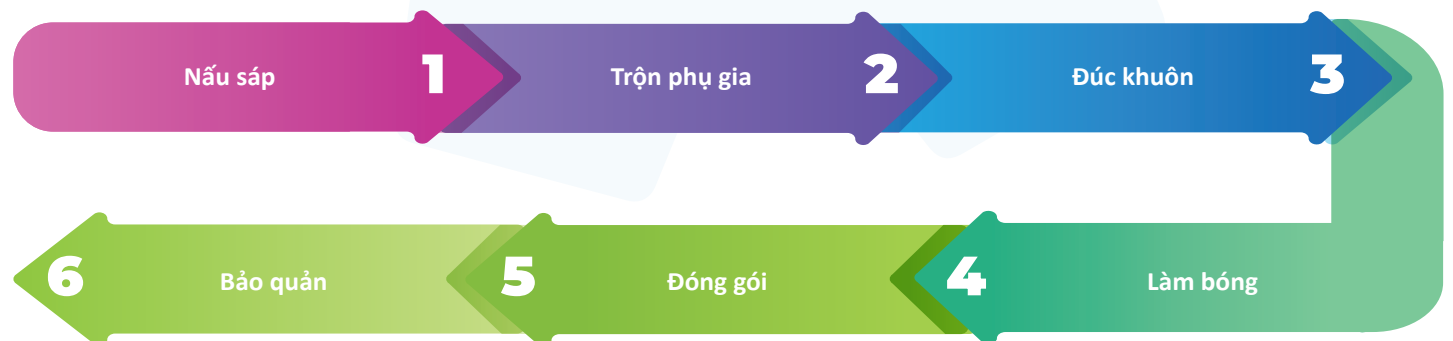 Nấu sáp
1
Trộn phụ gia
2
Đúc khuôn
3
Làm bóng
4
Đóng gói
5
Bảo quản
6